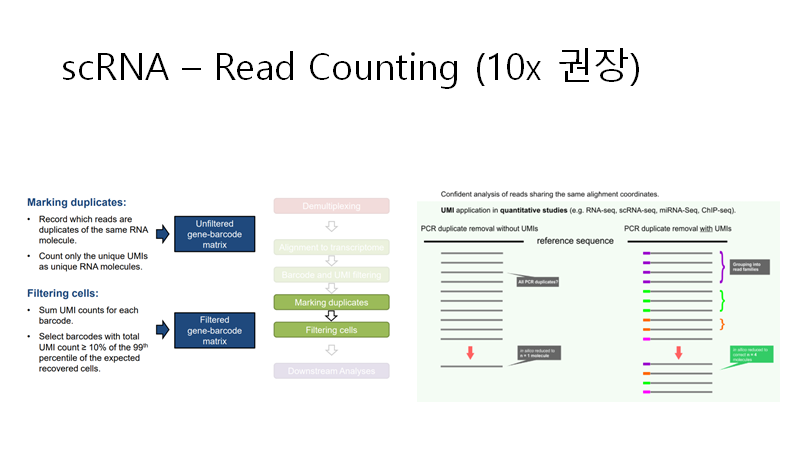 scRNA – Read Counting (10x 권장)
Marking duplicates:
• Record which reads are
duplicates of the same RNA
molecule.
• Count only the unique UMIs
as unique RNA molecules.
Unfiltered
gene-barcode
matrix
Filtering cells:
• Sum UMI counts for each
barcode.
• Select barcodes with total
UMI count ≥ 10% of the 99th
percentile of the expected
recovered cells.
Filtered
gene-barcode
matrix
Demultiplexing
Alignment to transcriptome
Barcode and UMI filtering
Marking duplicates
Filtering cells
Downstream Analyses
Confident analysis of reads sharing the same alighment coordinates.
UMI application in quantitative studies (e.g. RNA-seq, scRNA-seq, miRNA-Seq, ChIP-seq).
PCR duplicate removal without UMIs
PCR duplicate removal with UMIs
reference sequence
All PCR duplicates?
In silico reduced to
n = 1 molecule
Grouping into
read families
In silico reduced to
correct n = 4
molecules